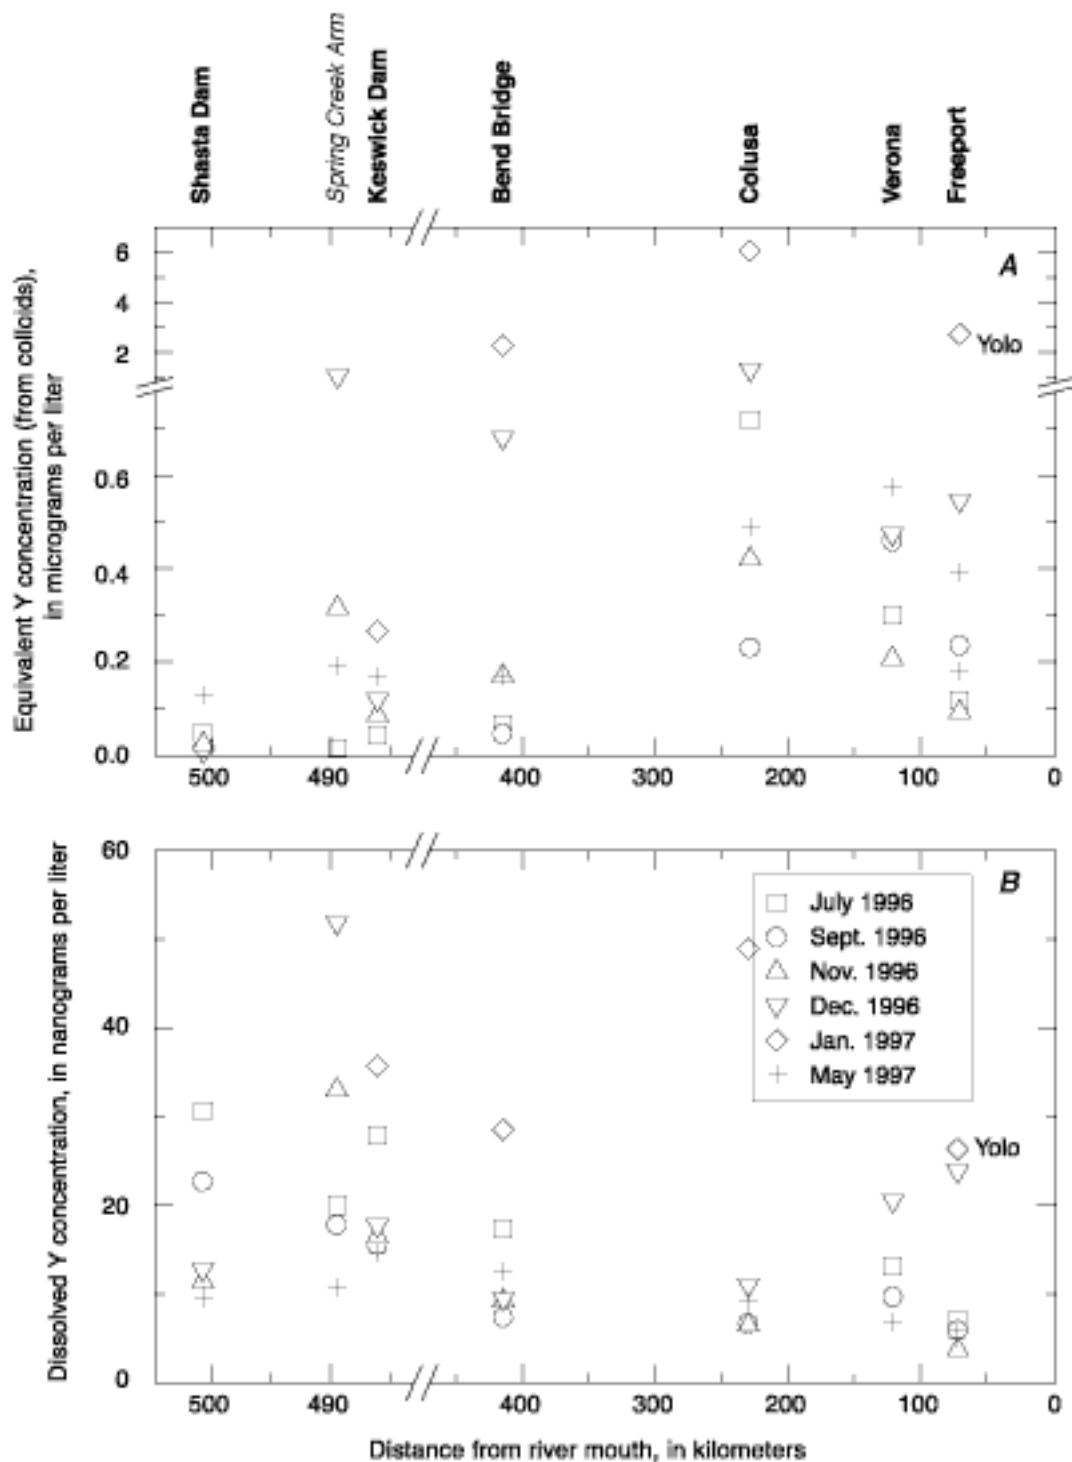 Shasta Dam
Spring Creek Arm
Keswick Dam
Bend Bridge
Colusa
Verona
Freeport
Equivalent Y concentration (from colloids),
in micrograms per liter
A
6
4
2
0.6
0.4
0.2
0.0
Yolo
500 490 400 300 200 100 0
Dissolved Y concentration, in nanograms per liter
B
60
40
20
0
July 1996
Sept. 1996
Nov. 1996
Dec. 1996
Jan. 1997
May 1997
Yolo
500 490 400 300 200 100 0
Distance from river mouth, in kilometers